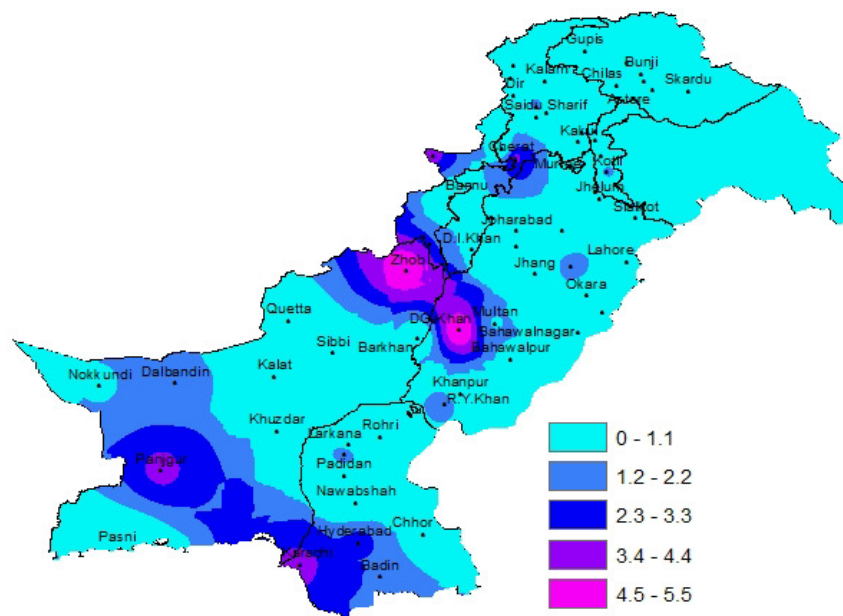 Gupis
Kalam
Chilas
Bunji
Skardu
Dir
Astore
Saidu Sharif
Kakul
Cherat
Murree
Kotli
Bannu
Jhelum
Sialkot
Joharabad
D.I.Khan
Zhob
Jhang
Lahore
Okara
Quetta
DG Khan
Multan
Sibbi
Bahawalnagar
Barkhan
Bahawalpur
Nokkundi
Dalbandin
Kalat
Khanpur
R.Y.Khan
Khuzdar
Rohri
Larkana
Panjgur
Padidan
Nawabshah
Pasni
Chhor
Hyderabad
Karachi
Badin
0 - 1.1
1.2 - 2.2
2.3 - 3.3
3.4 - 4.4
4.5 - 5.5